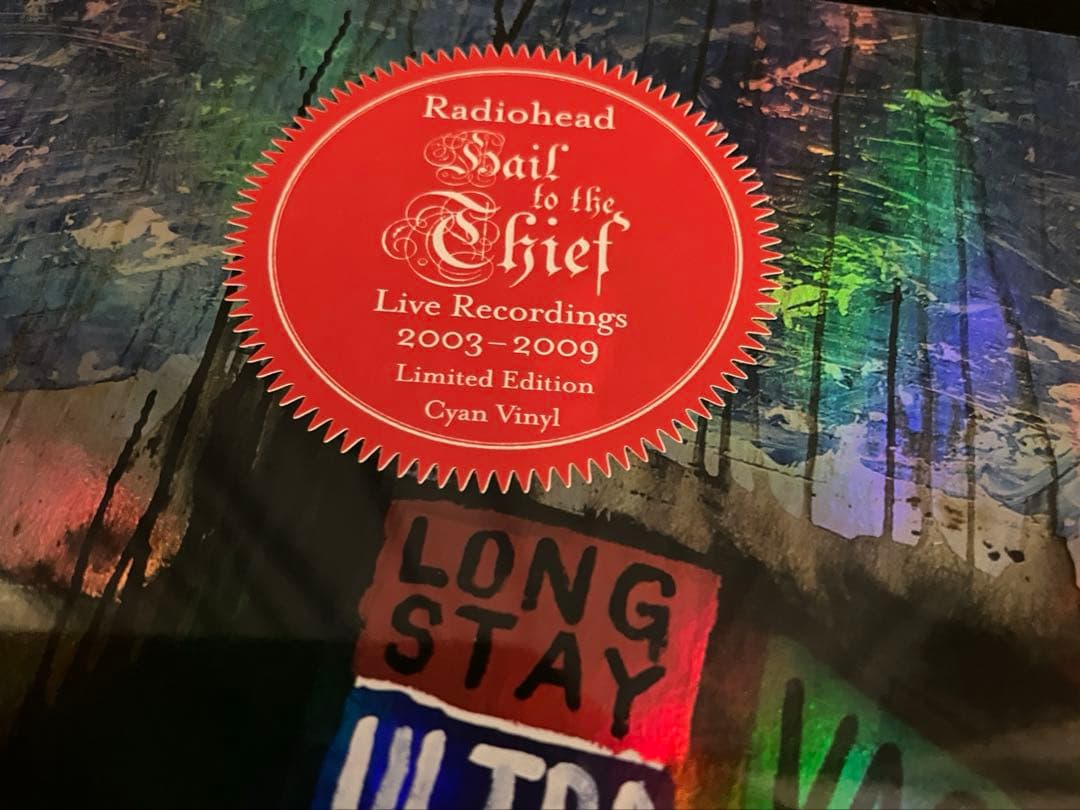 Radiohead
Hail
to the
Thief
Live Recordings
2003–2009
Limited Edition
Cyan Vinyl
LONG
STAY